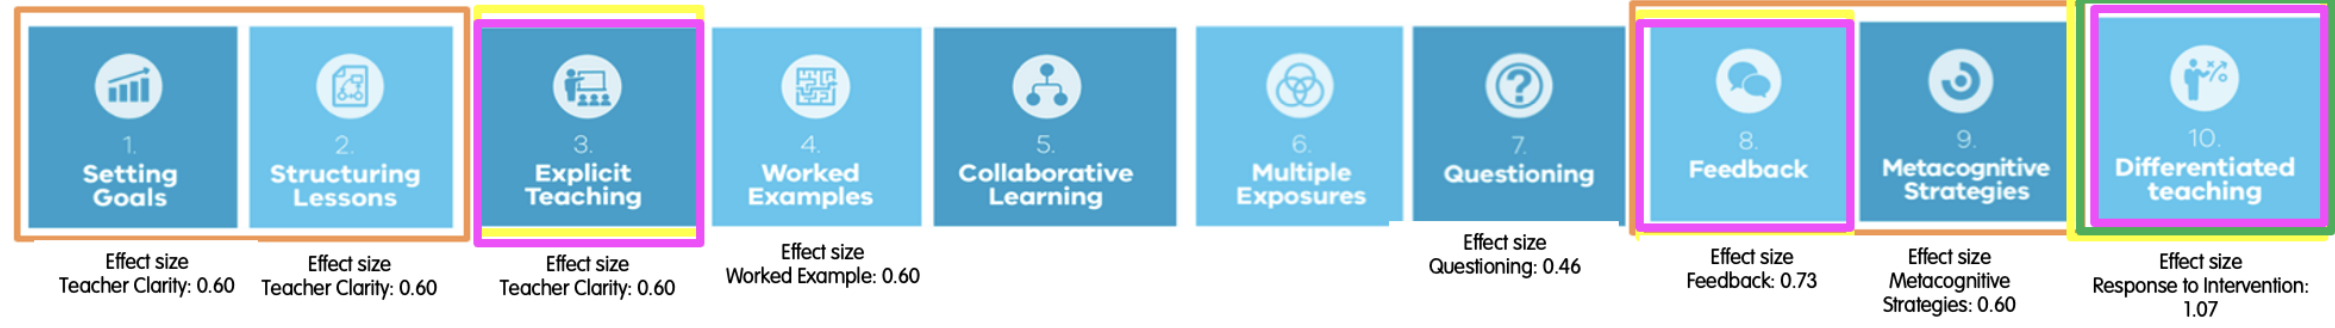 1.
Setting
Goals
Effect size
Teacher Clarity: 0.60
2.
Structuring
Lessons
Effect size
Teacher Clarity: 0.60
3.
Explicit
Teaching
Effect size
Teacher Clarity: 0.60
4.
Worked
Examples
Effect size
Worked Example: 0.60
5.
Collaborative
Learning
6.
Multiple
Exposures
7.
Questioning
Effect size
Questioning: 0.46
8.
Feedback
Effect size
Feedback: 0.73
9.
Metacognitive
Strategies
Effect size
Metacognitive
Strategies: 0.60
10.
Differentiated
teaching
Effect size
Response to Intervention:
1.07